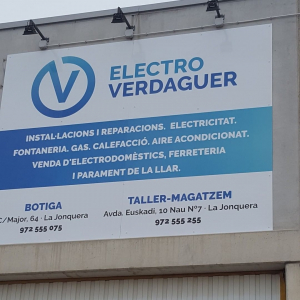 V
ELECTRO
VERDAGUER
INSTAL·LACIONS I REPARACIONS. ELECTRICITAT.
FONTANERIA. GAS. CALEFACCIÓ. AIRE ACONDICIONAT.
VENDA D'ELECTRODOMÈSTICS, FERRETERIA
I PARAMENT DE LA LLAR.
BOTIGA
C/Major, 64 · La Jonquera
972 555 075
TALLER-MAGATZEM
Avda. Euskadi, 10 Nau Nº7 · La Jonquera
972 555 255